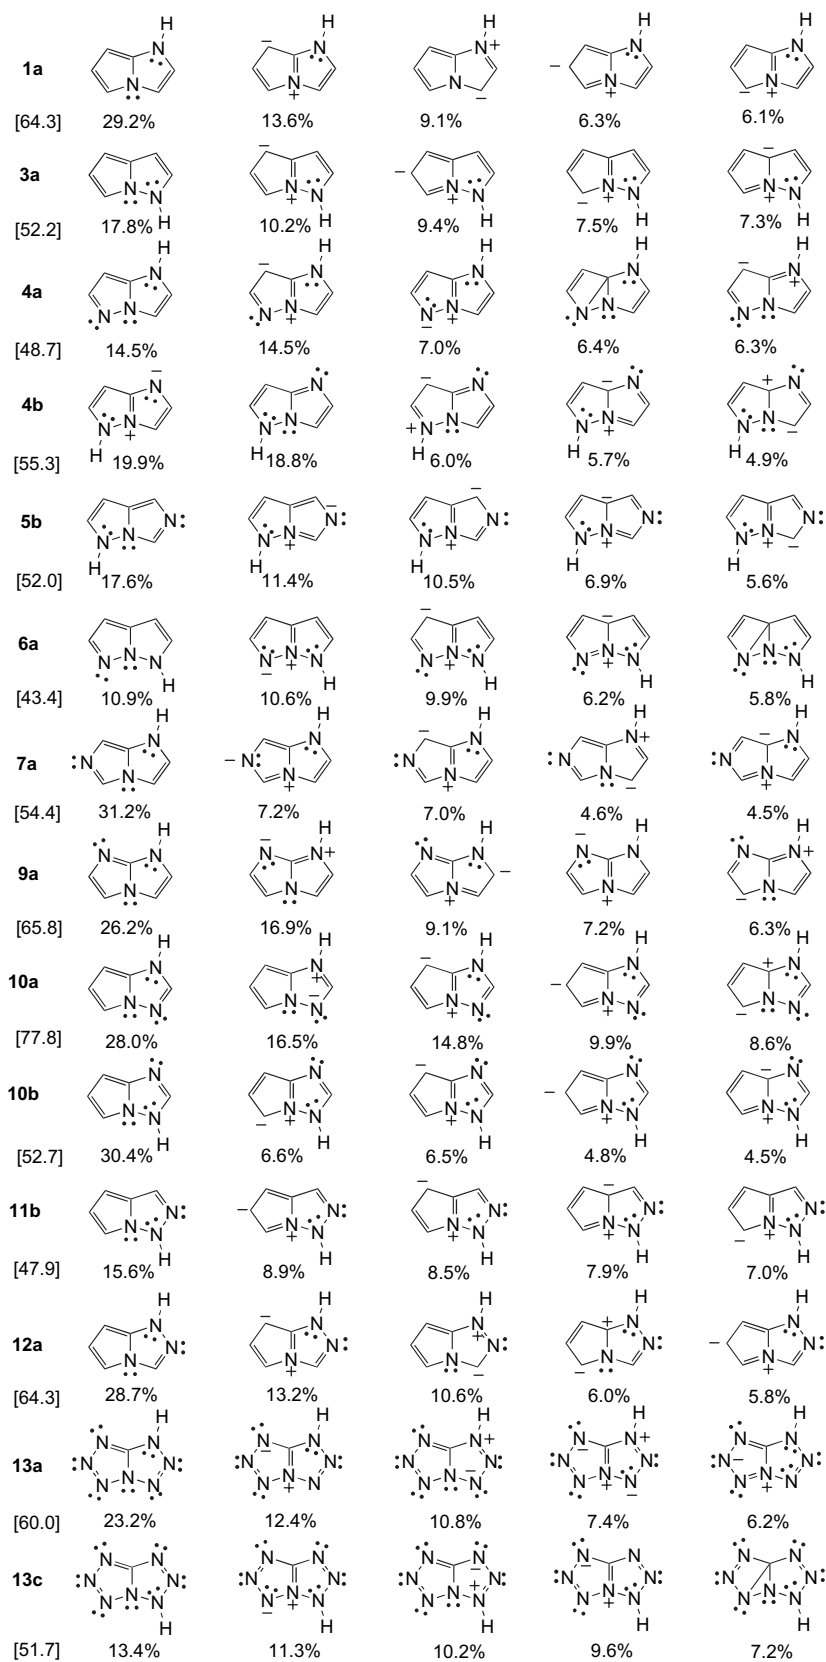 H H H H H
1a N − N N+ − N N
N N + N − N + − N +
[64.3] 29.2% 13.6% 9.1% 6.3% 6.1%
3a − − −
N N N + N N + N − N + N N + N
H H H H H
[52.2] 17.8% 10.2% 9.4% 7.5% 7.3%
H H H H H
4a N − N N N − N +
N N N N + N − N + N N N N
[48.7] 14.5% 14.5% 7.0% 6.4% 6.3%
4b N − N − N − N + N
N N + N N + N N N N + N N −
H H H H H
[55.3] 19.9% 18.8% 6.0% 5.7% 4.9%
5b N N − − N − N N
N N N N + N N + N N + N N + −
H H H H H
[52.0] 17.6% 11.4% 10.5% 6.9% 5.6%
6a − −
N N N N − N + N N N + N N N + N N N N
H H H H H
[43.4] 10.9% 10.6% 9.9% 6.2% 5.8%
H H H H H
7a N N − N N − N N N N + N − N
N N + N + N − N +
[54.4] 31.2% 7.2% 7.0% 4.6% 4.5%
H H H H H
9a N N N − N + N N − N − N N N +
N N N + N + − N
[65.8] 26.2% 16.9% 9.1% 7.2% 6.3%
H H H H H
10a N N + − N − N + N
N N N N − N + N N + N − N N
[77.8] 28.0% 16.5% 14.8% 9.9% 8.6%
10b N N − N − N − N
N N − N + N N + N N + N N + N
H H H H H
[52.7] 30.4% 6.6% 6.5% 4.8% 4.5%
11b N − N − N − N N
N N N + N N + N N + N − N + N
H H H H H
[47.9] 15.6% 8.9% 8.5% 7.9% 7.0%
H H H H H
12a N N − N N N + N + N N − N N
N N + N − − N N +
[64.3] 28.7% 13.2% 10.6% 6.0% 5.8%
H H H H H
13a N N N − N N N + N − N + N N
N N N N N N N N N − N
N N N N N + N N N N − N N + N − N N + N
[60.0] 23.2% 12.4% 10.8% 7.4% 6.2%
13c N N N N N N − N − N N N
N N N N N N N N N N
N N N N − N + N N N N + N N + N N N N
H H H H H
[51.7] 13.4% 11.3% 10.2% 9.6% 7.2%